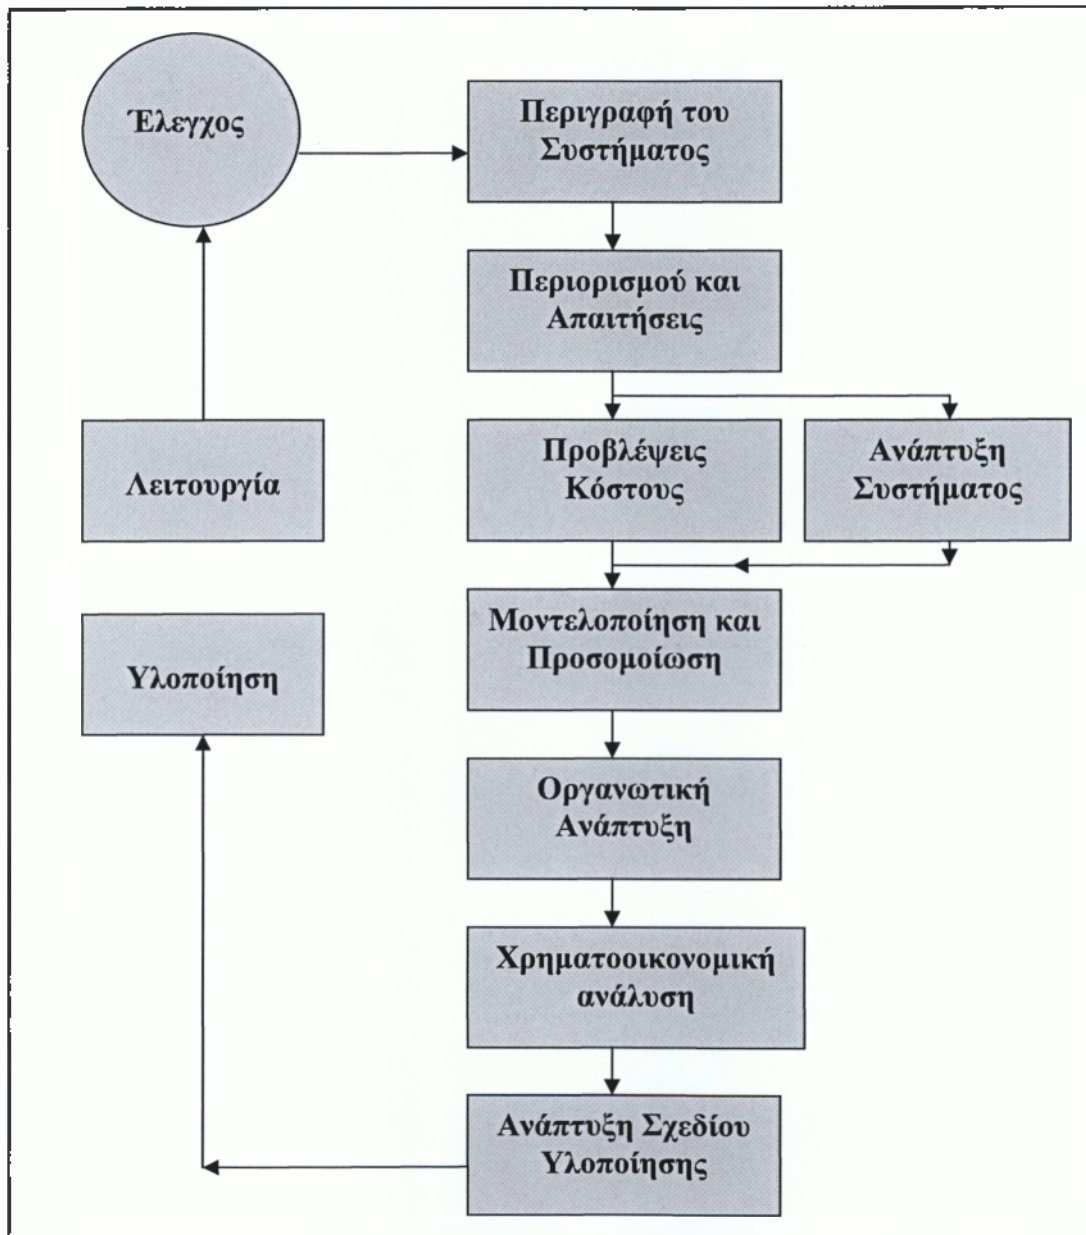 Έλεγχος
Περιγραφή του
Συστήματος
Περιορισμού και
Απαιτήσεις
Προβλέψεις
Κόστους
Ανάπτυξη
Συστήματος
Λειτουργία
Μοντελοποίηση και
Προσομοίωση
Υλοποίηση
Οργανωτική
Ανάπτυξη
Χρηματοοικονομική
ανάλυση
Ανάπτυξη Σχεδίου
Υλοποίησης